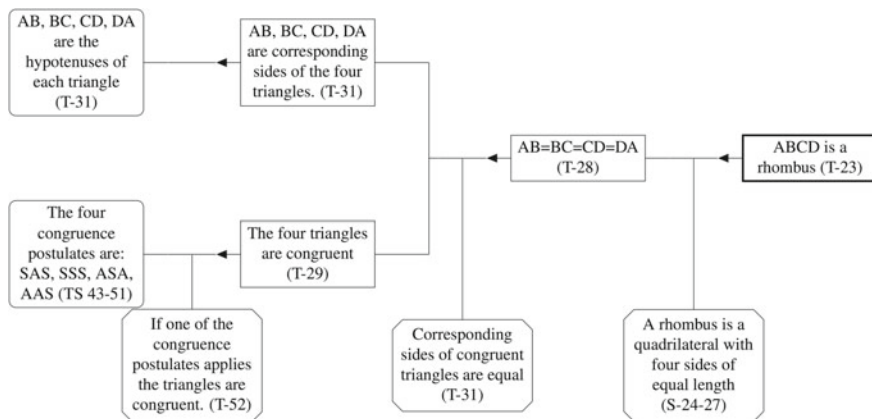 AB, BC, CD, DA
are the
hypotenuses of
each triangle
(T-31)
AB, BC, CD, DA
are corresponding
sides of the four
triangles. (T-31)
AB=BC=CD=DA
(T-28)
ABCD is a
rhombus (T-23)
The four
congruence
postulates are:
SAS, SSS, ASA,
AAS (TS 43-51)
The four triangles
are congruent
(T-29)
If one of the
congruence
postulates applies
the triangles are
congruent. (T-52)
Corresponding
sides of congruent
triangles are equal
(T-31)
A rhombus is a
quadrilateral with
four sides of
equal length
(S-24-27)